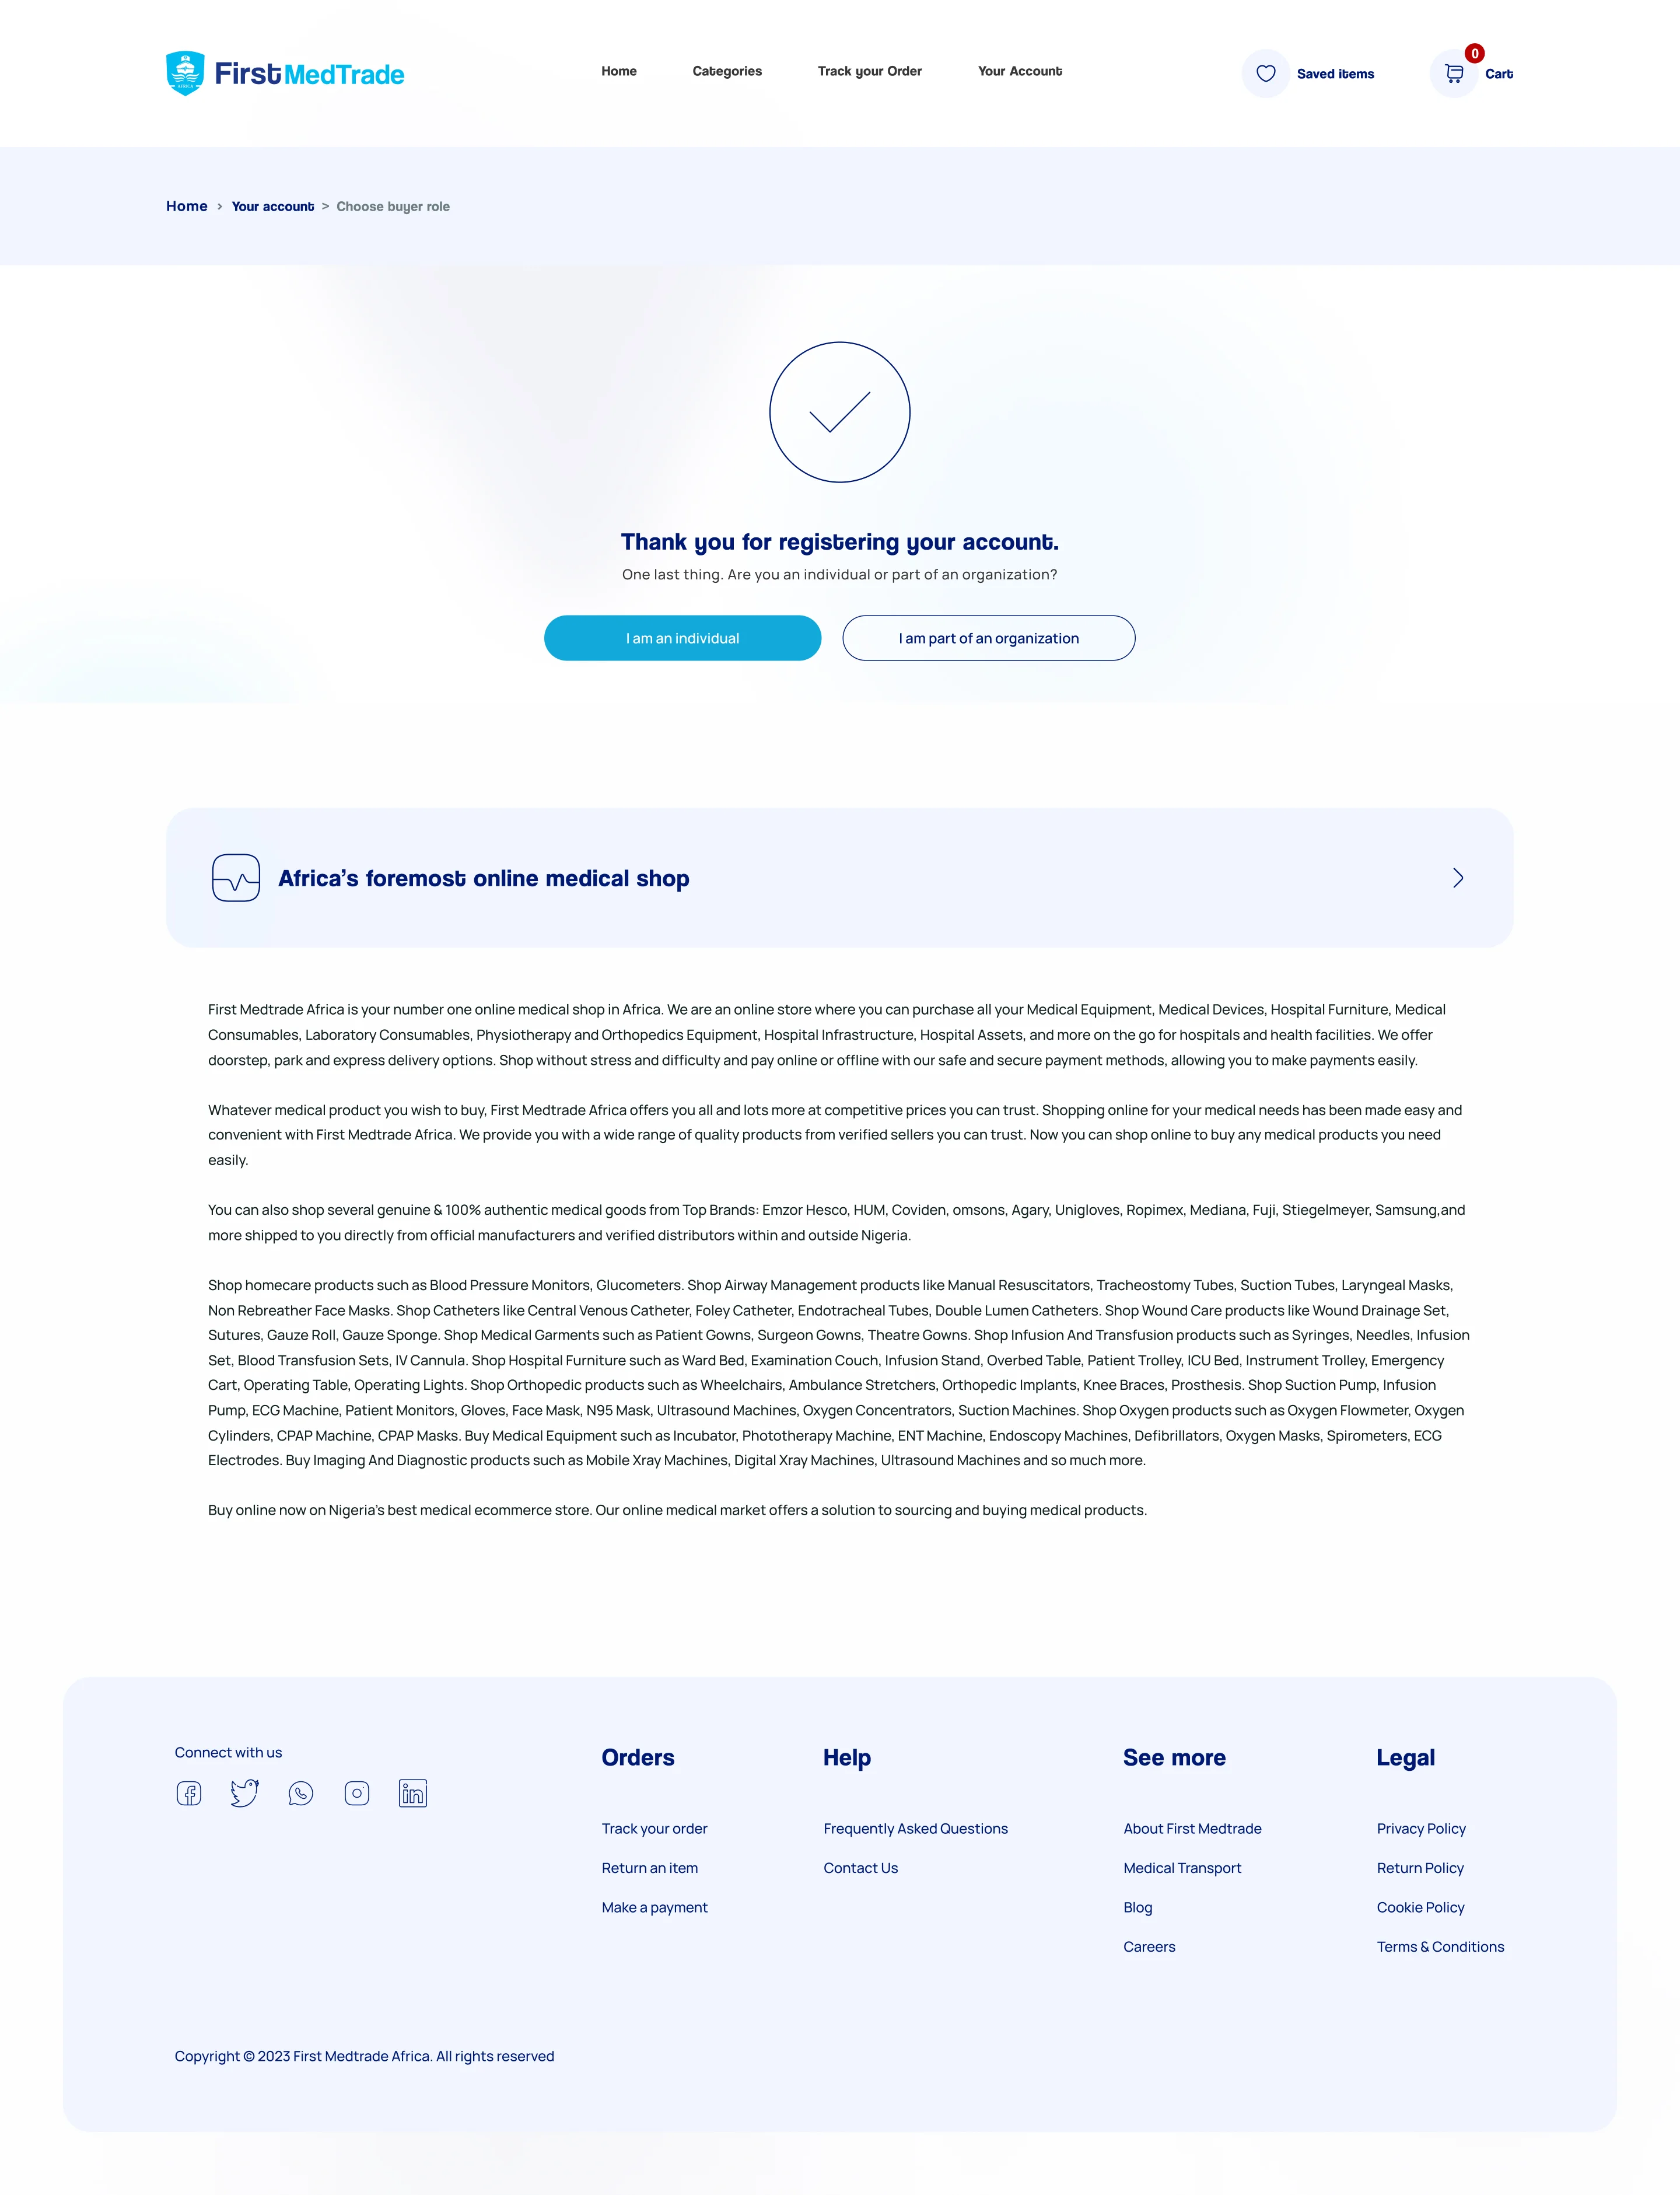 First MedTrade
AFRICA
Home
Categories
Track your Order
Your Account
Saved items
0
Cart
Home > Your account > Choose buyer role
Thank you for registering your account.
One last thing. Are you an individual or part of an organization?
I am an individual
I am part of an organization
Africa’s foremost online medical shop
First Medtrade Africa is your number one online medical shop in Africa. We are an online store where you can purchase all your Medical Equipment, Medical Devices, Hospital Furniture, Medical
Consumables, Laboratory Consumables, Physiotherapy and Orthopedics Equipment, Hospital Infrastructure, Hospital Assets, and more on the go for hospitals and health facilities. We offer
doorstep, park and express delivery options. Shop without stress and difficulty and pay online or offline with our safe and secure payment methods, allowing you to make payments easily.
Whatever medical product you wish to buy, First Medtrade Africa offers you all and lots more at competitive prices you can trust. Shopping online for your medical needs has been made easy and
convenient with First Medtrade Africa. We provide you with a wide range of quality products from verified sellers you can trust. Now you can shop online to buy any medical products you need
easily.
You can also shop several genuine & 100% authentic medical goods from Top Brands: Emzor Hesco, HUM, Coviden, omsons, Agary, Unigloves, Ropimex, Mediana, Fuji, Stiegelmeyer, Samsung,and
more shipped to you directly from official manufacturers and verified distributors within and outside Nigeria.
Shop homecare products such as Blood Pressure Monitors, Glucometers. Shop Airway Management products like Manual Resuscitators, Tracheostomy Tubes, Suction Tubes, Laryngeal Masks,
Non Rebreather Face Masks. Shop Catheters like Central Venous Catheter, Foley Catheter, Endotracheal Tubes, Double Lumen Catheters. Shop Wound Care products like Wound Drainage Set,
Sutures, Gauze Roll, Gauze Sponge. Shop Medical Garments such as Patient Gowns, Surgeon Gowns, Theatre Gowns. Shop Infusion And Transfusion products such as Syringes, Needles, Infusion
Set, Blood Transfusion Sets, IV Cannula. Shop Hospital Furniture such as Ward Bed, Examination Couch, Infusion Stand, Overbed Table, Patient Trolley, ICU Bed, Instrument Trolley, Emergency
Cart, Operating Table, Operating Lights. Shop Orthopedic products such as Wheelchairs, Ambulance Stretchers, Orthopedic Implants, Knee Braces, Prosthesis. Shop Suction Pump, Infusion
Pump, ECG Machine, Patient Monitors, Gloves, Face Mask, N95 Mask, Ultrasound Machines, Oxygen Concentrators, Suction Machines. Shop Oxygen products such as Oxygen Flowmeter, Oxygen
Cylinders, CPAP Machine, CPAP Masks. Buy Medical Equipment such as Incubator, Phototherapy Machine, ENT Machine, Endoscopy Machines, Defibrillators, Oxygen Masks, Spirometers, ECG
Electrodes. Buy Imaging And Diagnostic products such as Mobile Xray Machines, Digital Xray Machines, Ultrasound Machines and so much more.
Buy online now on Nigeria's best medical ecommerce store. Our online medical market offers a solution to sourcing and buying medical products.
Connect with us
Orders
Track your order
Return an item
Make a payment
Help
Frequently Asked Questions
Contact Us
See more
About First Medtrade
Medical Transport
Blog
Careers
Legal
Privacy Policy
Return Policy
Cookie Policy
Terms & Conditions
Copyright © 2023 First Medtrade Africa. All rights reserved